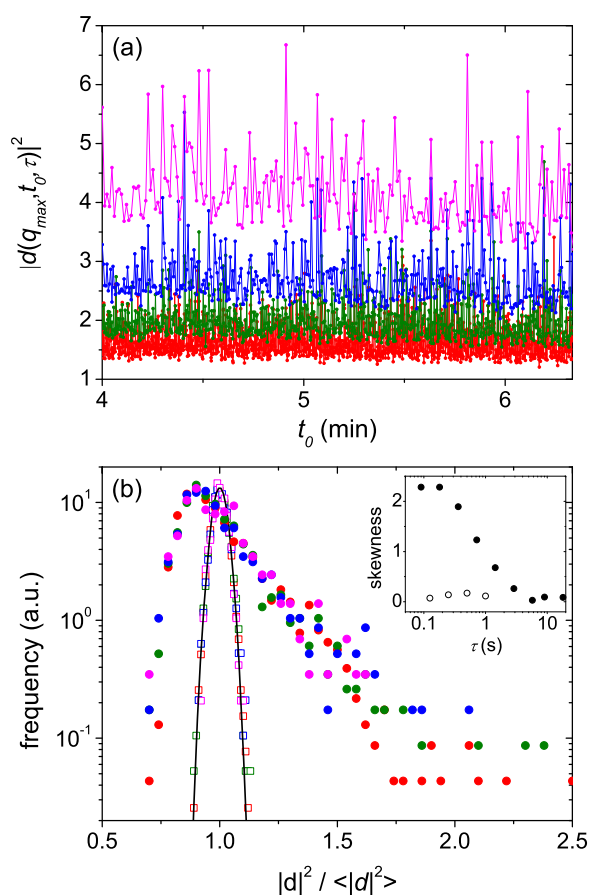 (a)
|d(q_max,t_0,τ)|^2
7
6
5
4
3
2
1
4 5 6
t_0 (min)
(b)
frequency (a.u.)
10^1
10^0
10^-1
0.5 1.0 1.5 2.0 2.5
|d|^2 / <|d|^2>
skewness
2
1
0
0.1 1 10
τ (s)